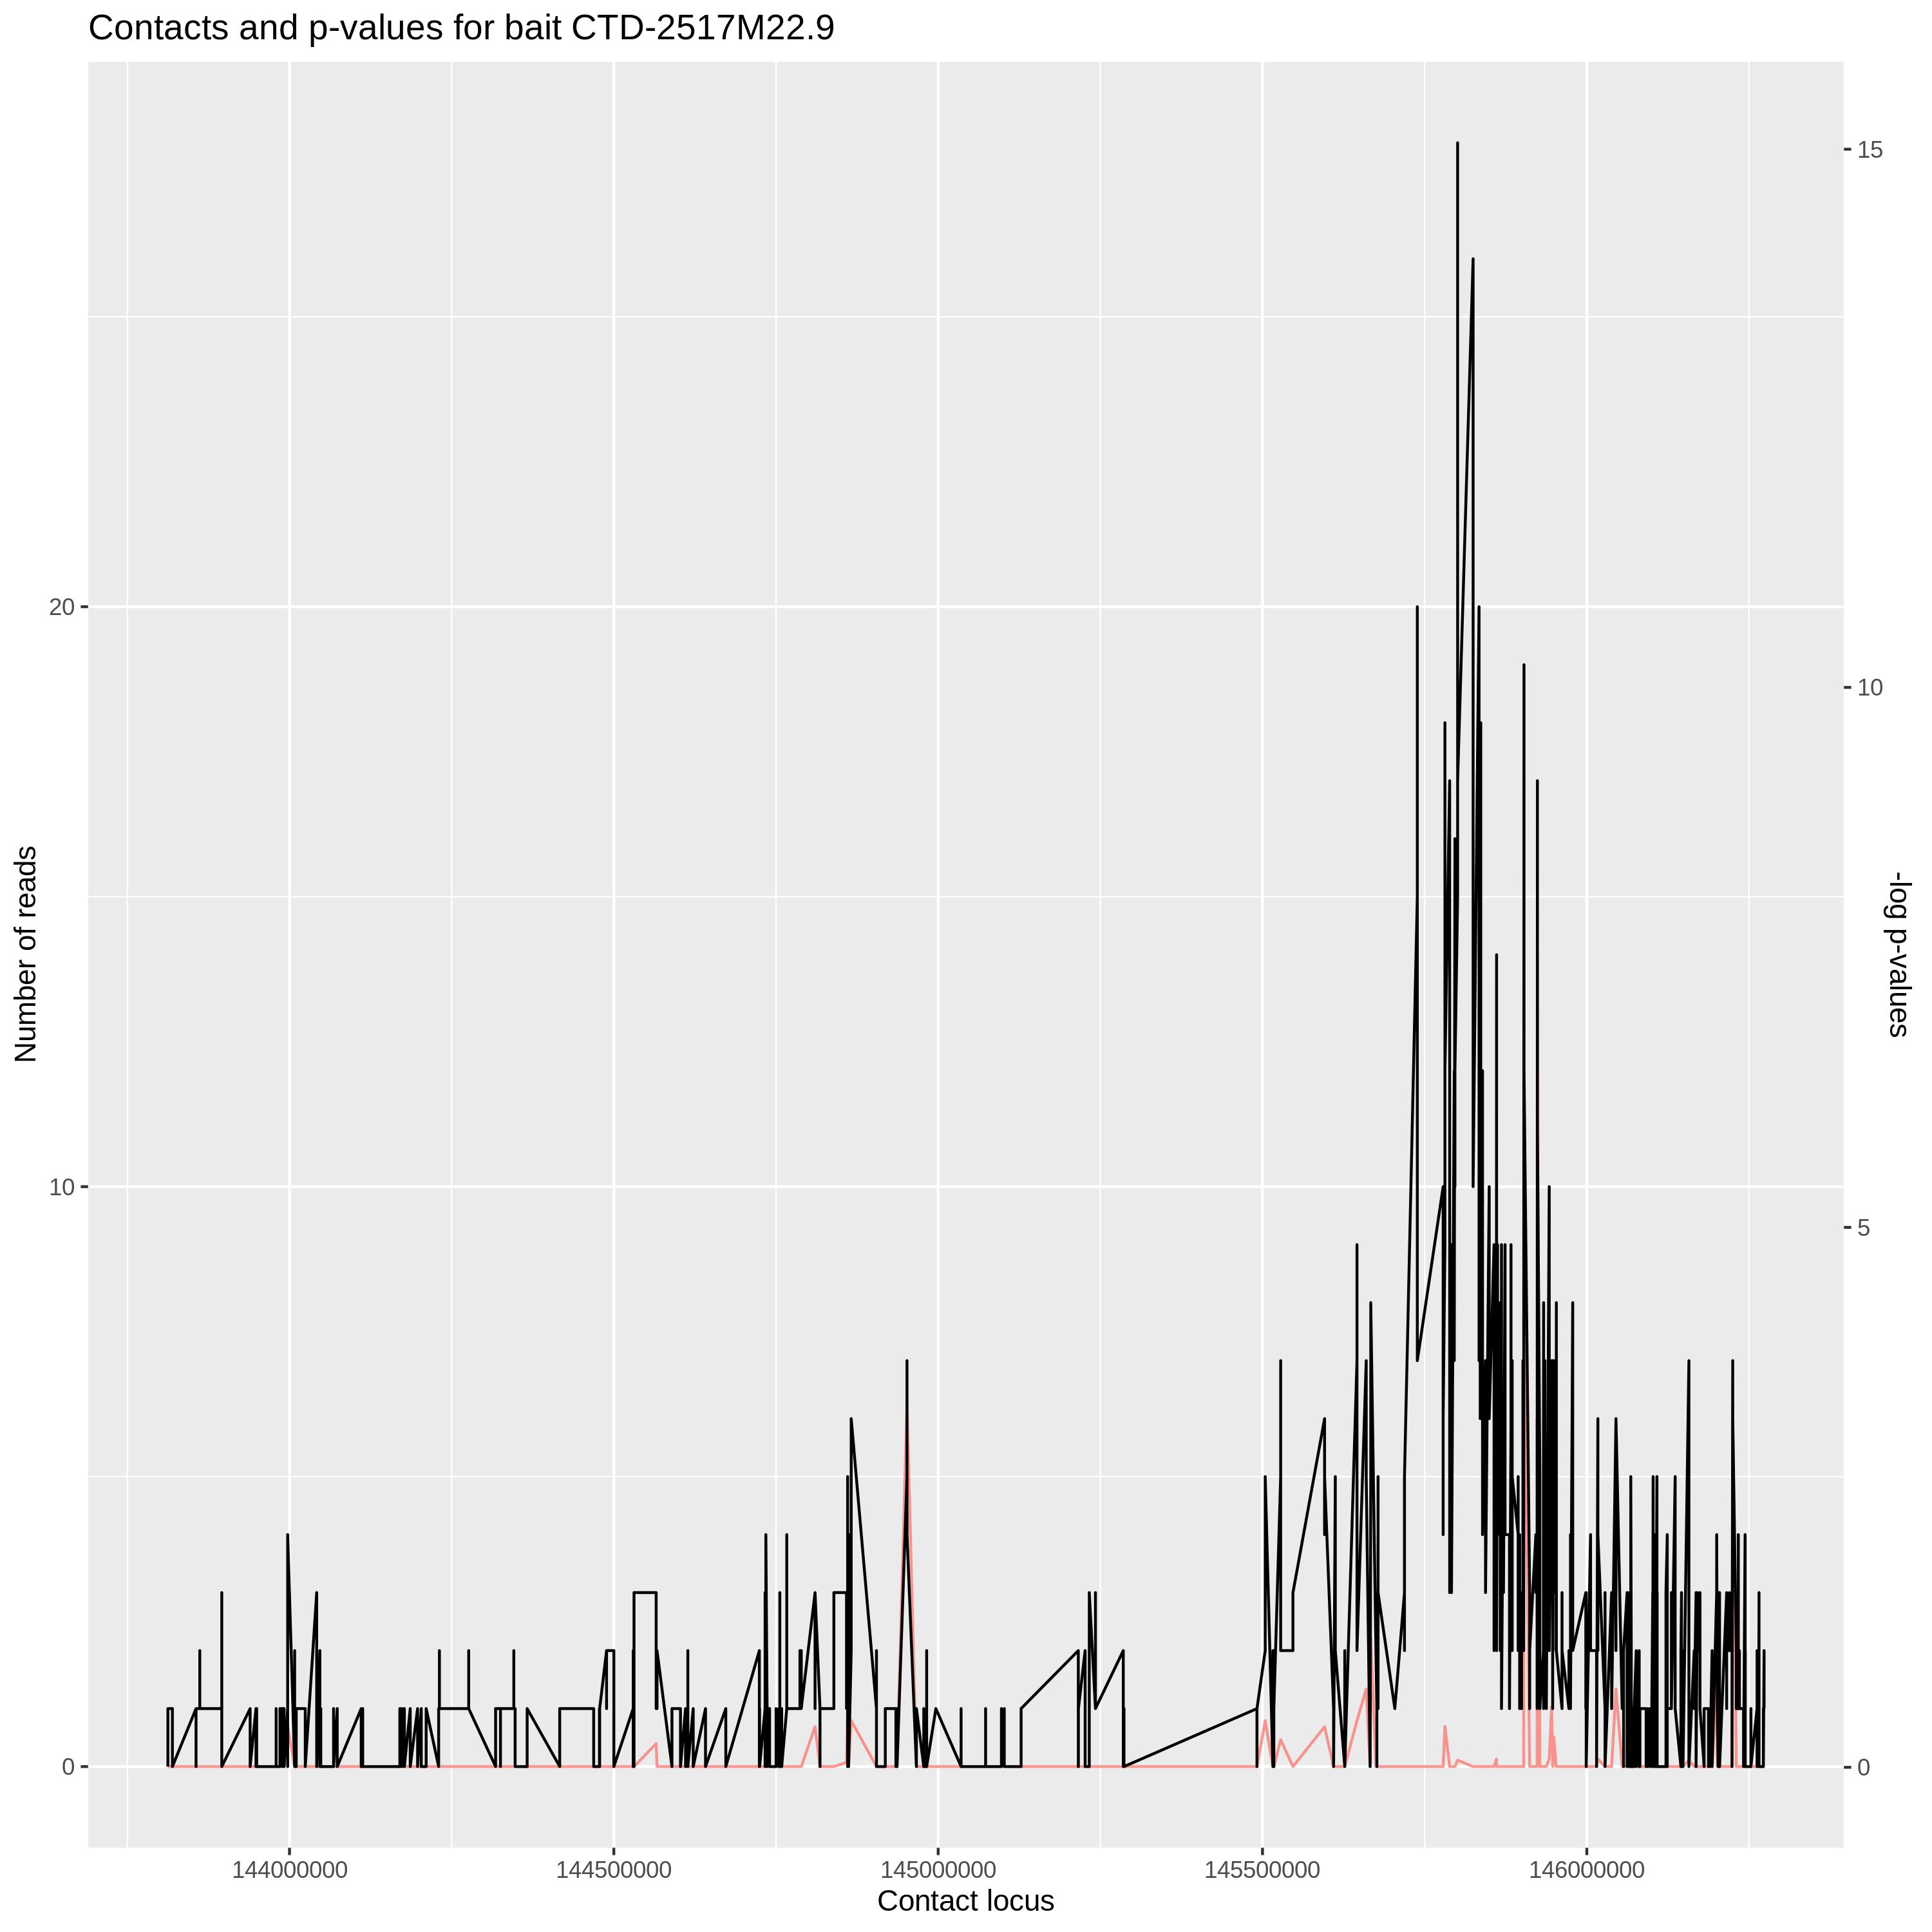 Contacts and p-values for bait CTD-2517M22.9
Number of reads
20
10
0
15
10
5
0
-log p-values
144000000 144500000 145000000 145500000 146000000
Contact locus